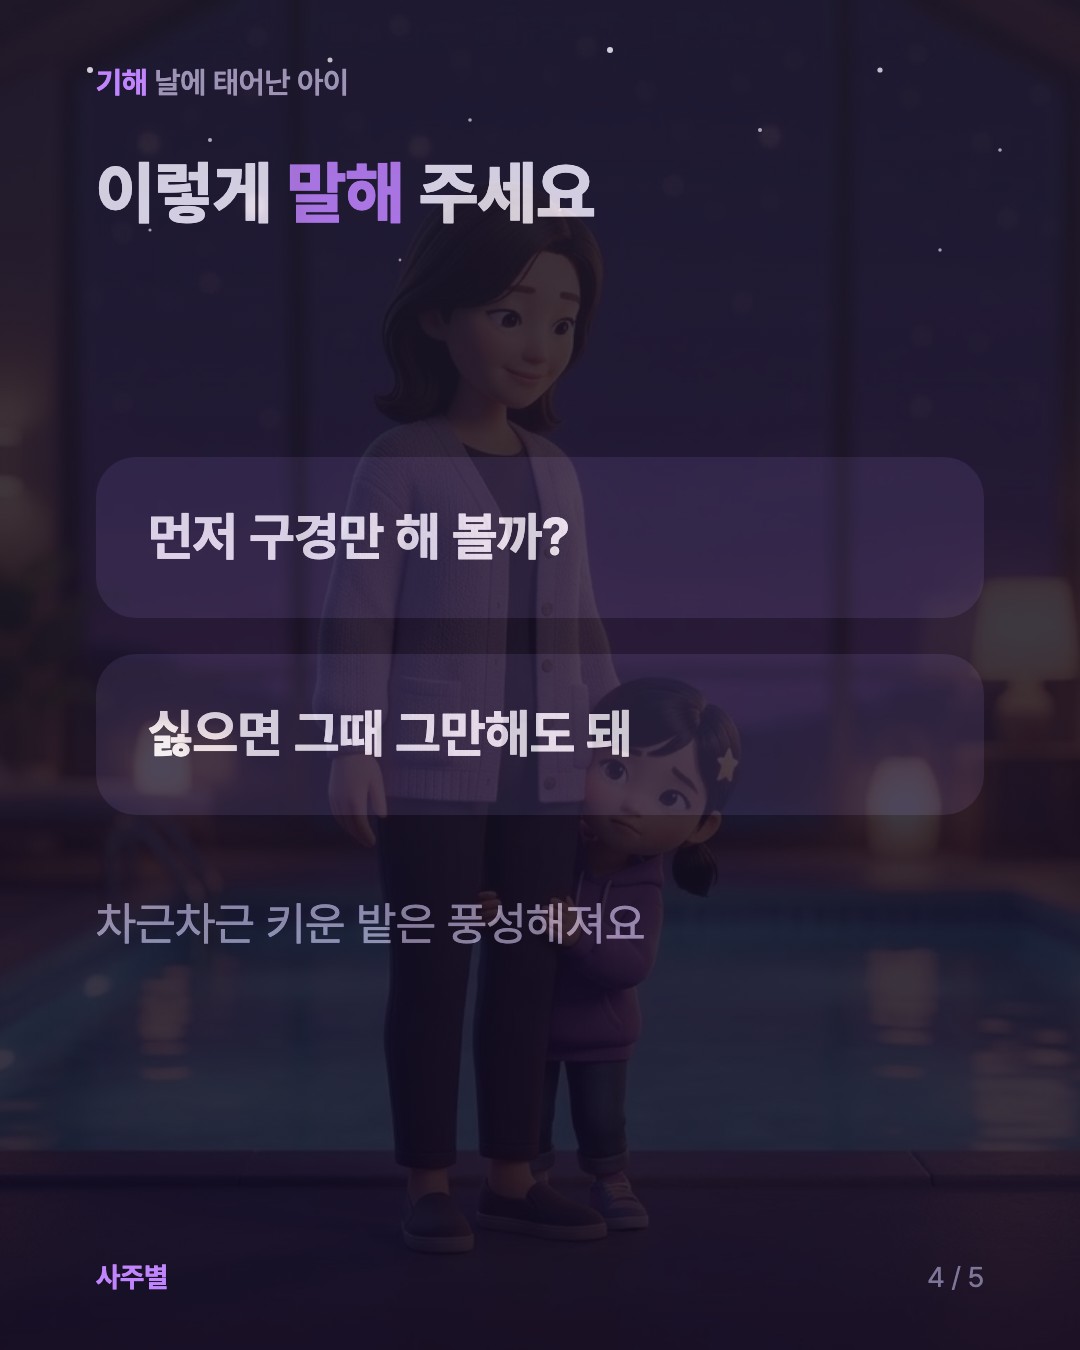 기해 날에 태어난 아이
이렇게 말해 주세요
먼저 구경만 해 볼까?
싫으면 그때 그만해도 돼
차근차근 키운 밭은 풍성해져요
사주별
4 / 5